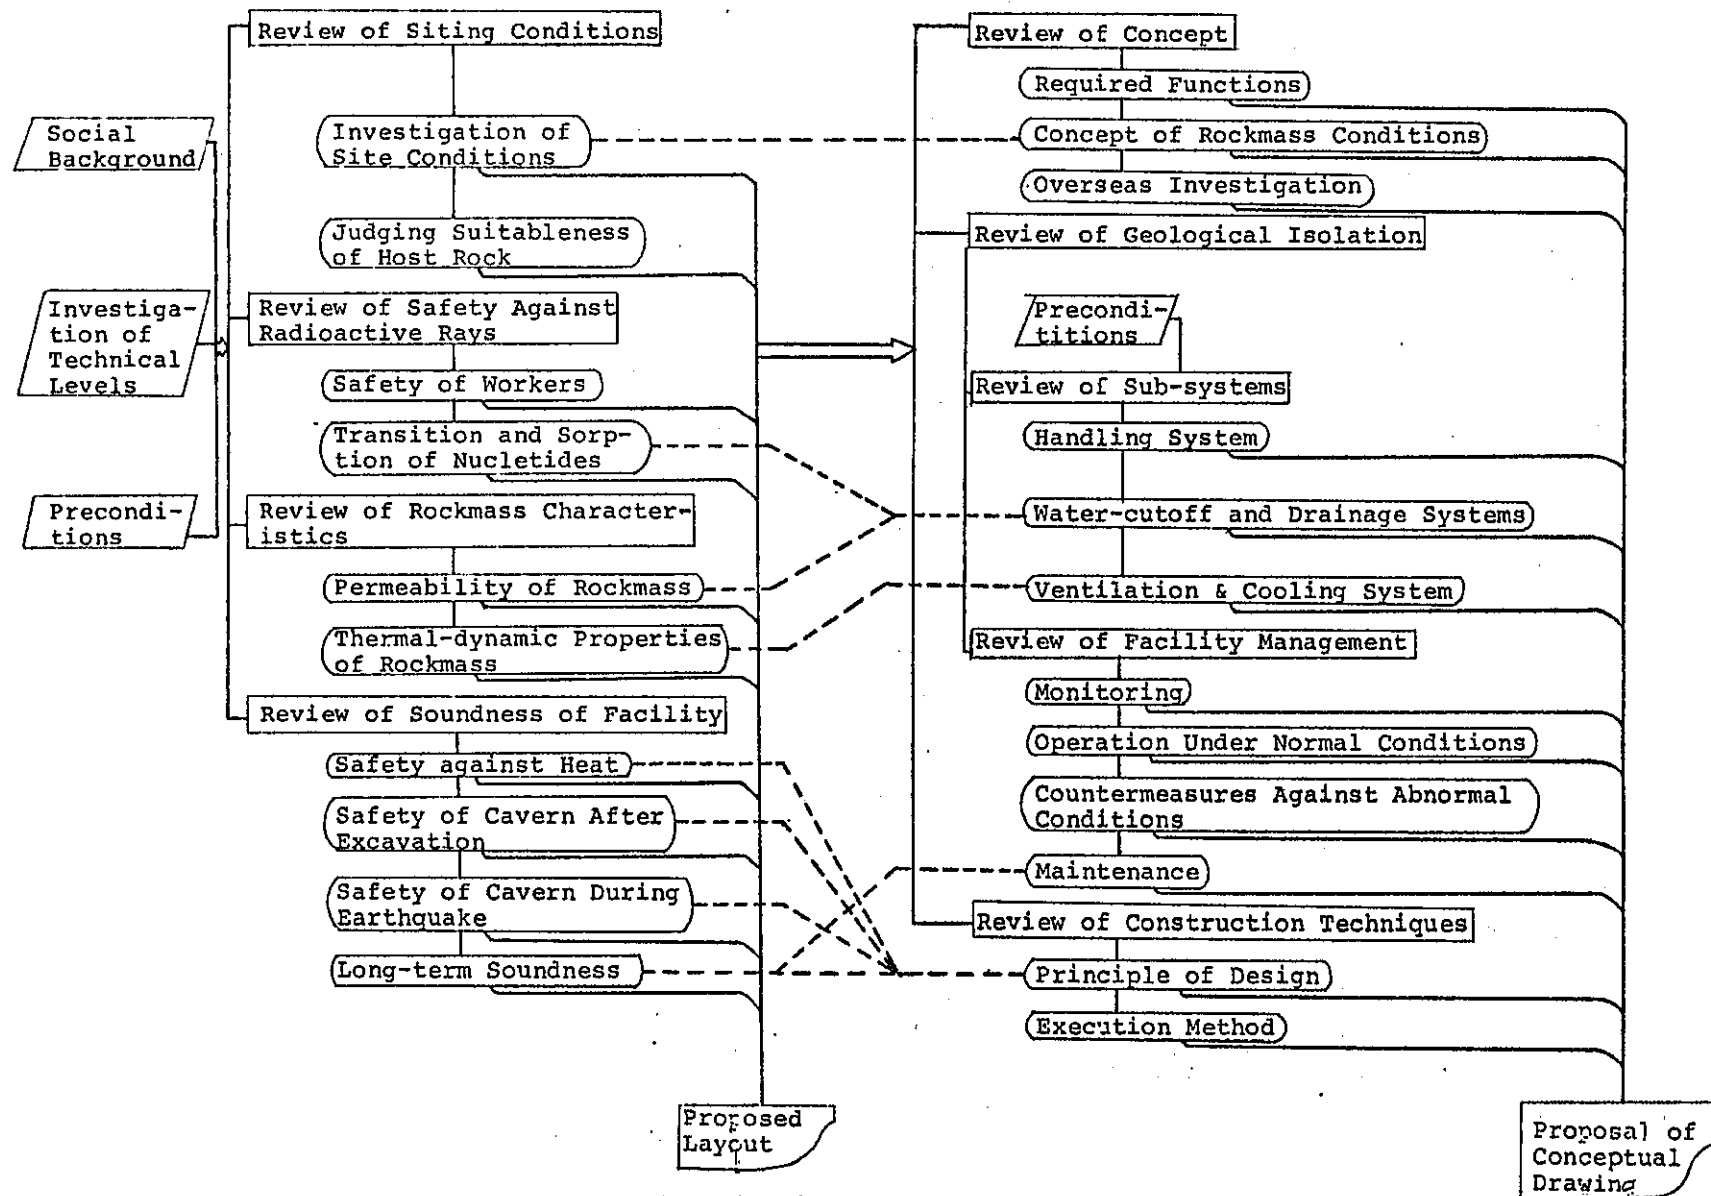 Social
Background
Investiga-
tion of
Technical
Levels
Precondi-
tions
Review of Siting Conditions
Investigation of
Site Conditions
Judging Suitableness
of Host Rock
Review of Safety Against
Radioactive Rays
Safety of Workers
Transition and Sorp-
tion of Nucletides
Review of Rockmass Character-
istics
Permeability of Rockmass
Thermal-dynamic Properties
of Rockmass
Review of Soundness of Facility
Safety against Heat
Safety of Cavern After
Excavation
Safety of Cavern During
Earthquake
Long-term Soundness
Proposed
Layout
Review of Concept
Required Functions
Concept of Rockmass Conditions
Overseas Investigation
Review of Geological Isolation
Precondi-
titions
Review of Sub-systems
Handling System
Water-cutoff and Drainage Systems
Ventilation & Cooling System
Review of Facility Management
Monitoring
Operation Under Normal Conditions
Countermeasures Against Abnormal
Conditions
Maintenance
Review of Construction Techniques
Principle of Design
Execution Method
Proposal of
Conceptual
Drawing